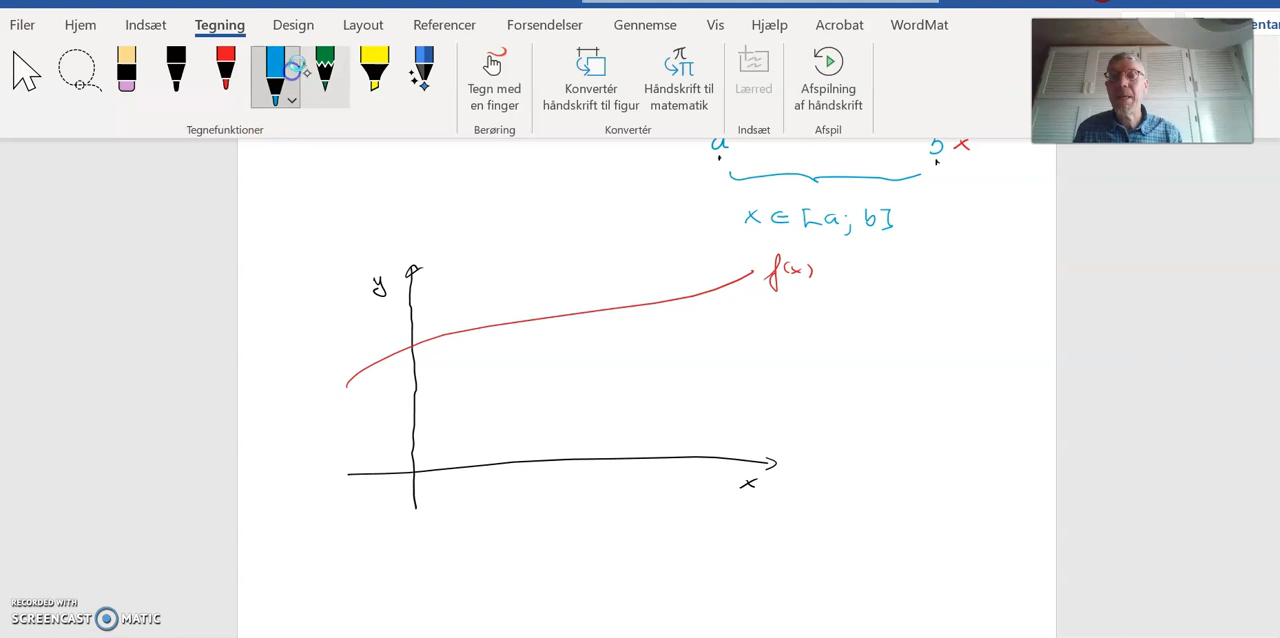 Filer Hjem Indsæt Tegning Design Layout Referencer Forsendelser Gennemse Vis Hjælp Acrobat WordMat
Tegn med en finger
Konvertér håndskrift til figur
Håndskrift til matematik
Lærred
Afspilning af håndskrift
Tegnefunktioner
Berøring
Konvertér
Indsæt
Afspil
a b x
x ∈ [a; b]
y
f(x)
x
RECORDED WITH
SCREENCAST MATIC